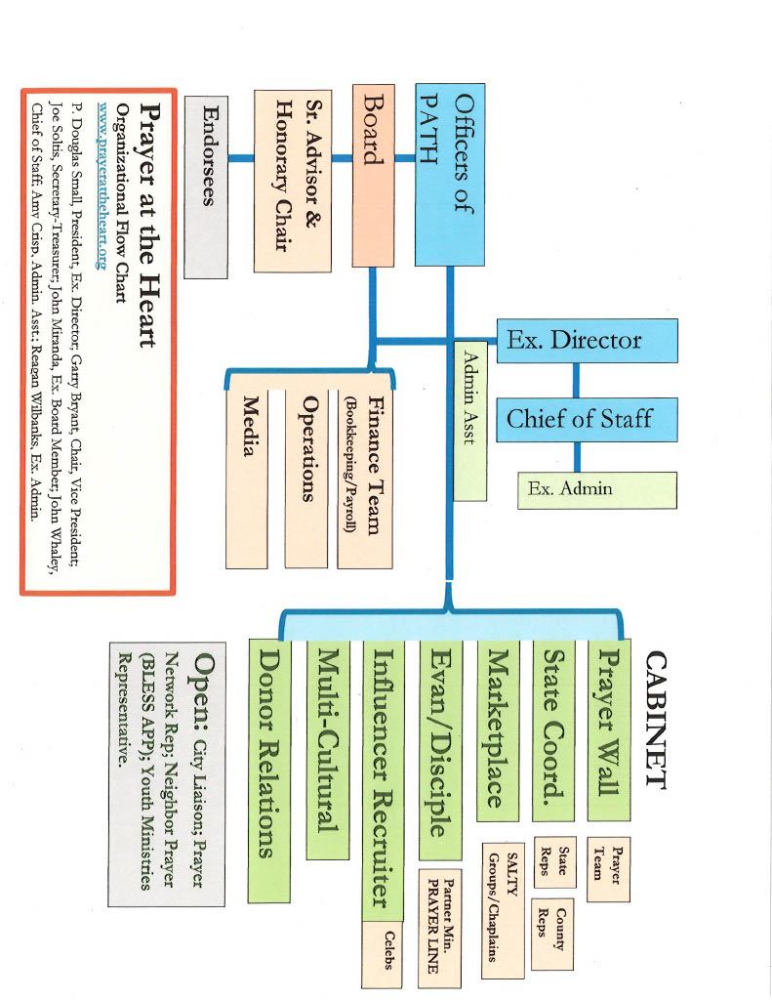 CABINET
Ex. Director
Chief of Staff
Ex. Admin
Admin Asst
Officers of
PATH
Board
Sr. Advisor &
Honorary Chair
Endorsees
Finance Team
(Bookkeeping/Payroll)
Operations
Media
Prayer Wall
Prayer
Team
State Coord.
State
Reps
County
Reps
Marketplace
SALTY
Groups/Chaplains
Evan/Disciple
Partner Min.
PRAYER LINE
Influencer Recruiter
Celebs
Multi-Cultural
Donor Relations
Open: City Liaison; Prayer
Network Rep; Neighbor Prayer
(BLESS APP); Youth Ministries
Representative.
Prayer at the Heart
Organizational Flow Chart
www.prayerattheheart.org
P. Douglas Small, President, Ex. Director; Garry Bryant, Chair, Vice President;
Joe Soltis, Secretary-Treasurer; John Miranda, Ex. Board Member; John Whaley,
Chief of Staff; Amy Crisp. Admin. Asst.: Reagan Wilbanks, Ex. Admin.